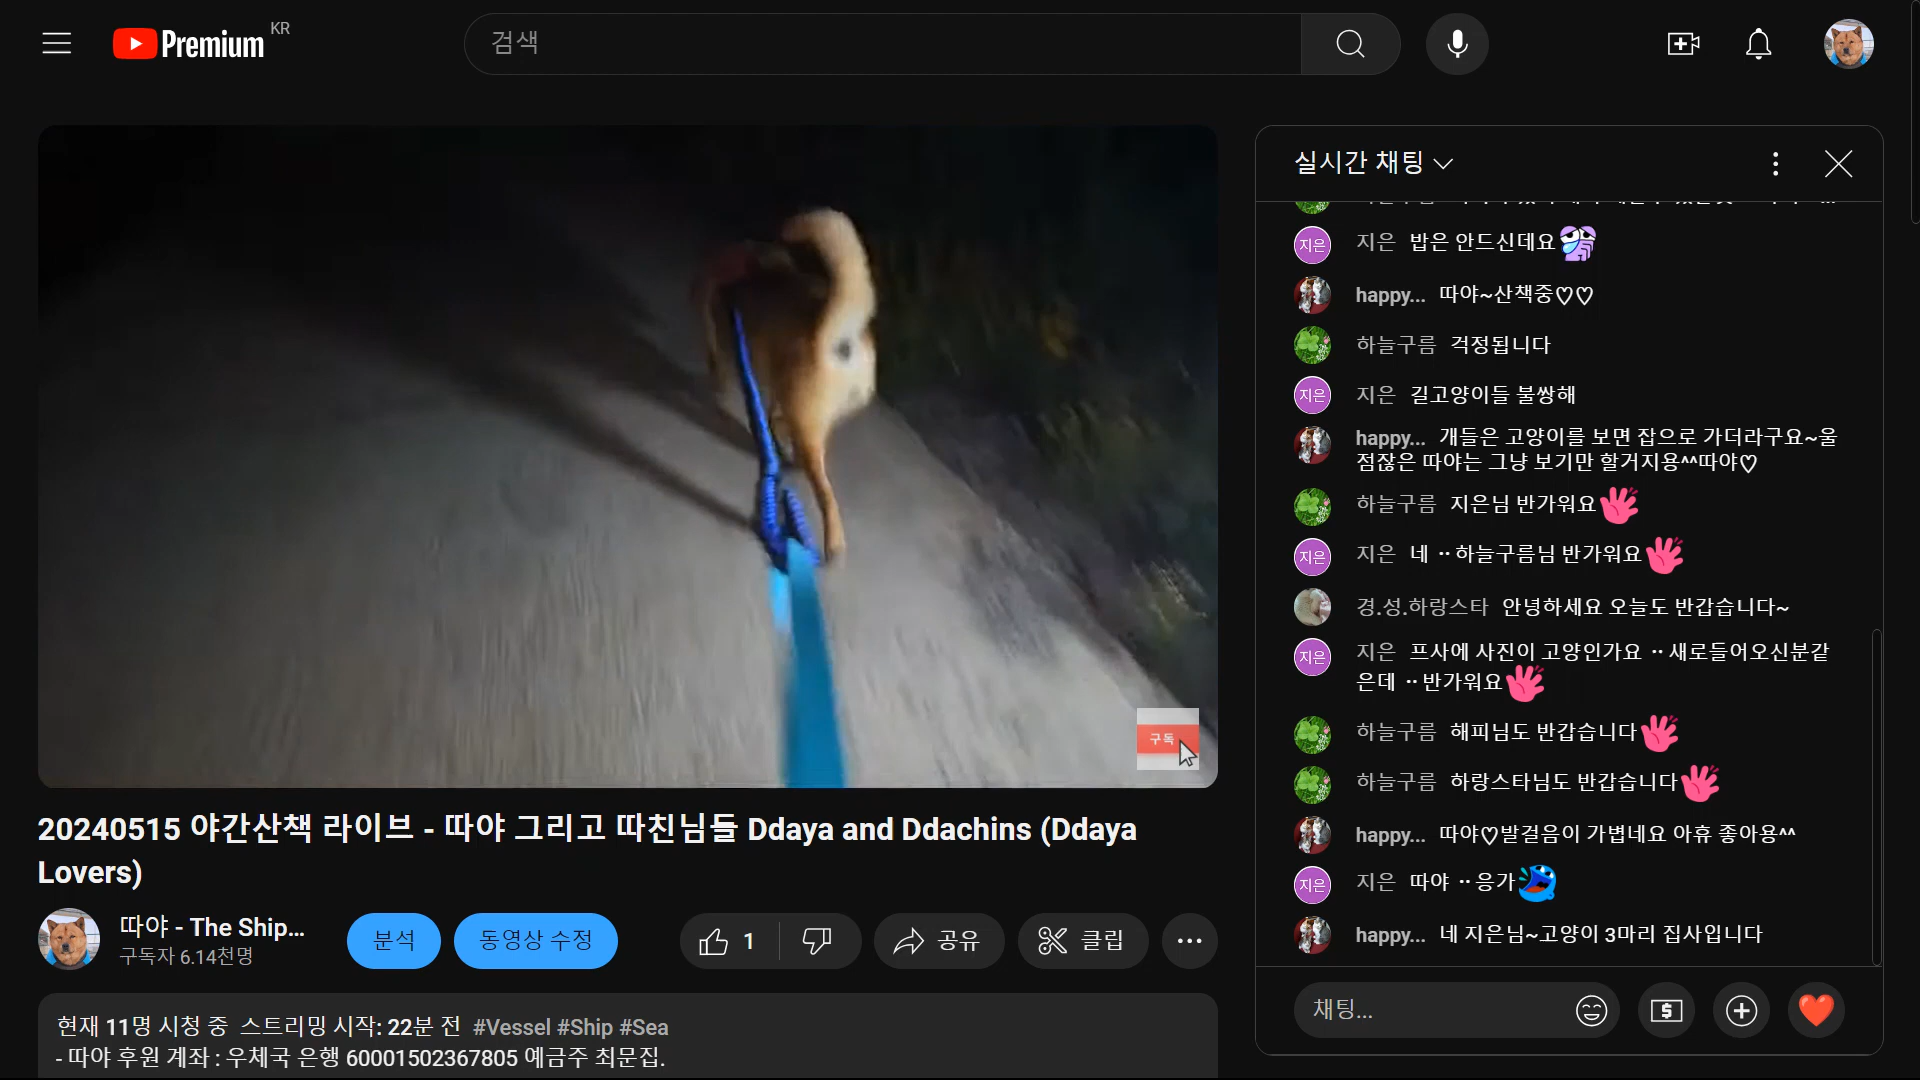 Premium KR
검색
구독
20240515 야간산책 라이브 - 따야 그리고 따친님들 Ddaya and Ddachins (Ddaya
Lovers)
따야 - The Ship...
구독자 6.14천명
분석
동영상 수정
1
공유
클립
현재 11명 시청 중 스트리밍 시작: 22분 전 #Vessel #Ship #Sea
- 따야 후원 계좌 : 우체국 은행 60001502367805 예금주 최문집.
실시간 채팅
지은 지은 밥은 안드신데요
happy... 따야~산책중♡♡
하늘구름 걱정됩니다
지은 지은 길고양이들 불쌍해
happy... 개들은 고양이를 보면 잡으로 가더라구요~울
점잖은 따야는 그냥 보기만 할거지용^^따야♡
하늘구름 지은님 반가워요
지은 지은 네 ᆢ하늘구름님 반가워요
경.성.하랑스타 안녕하세요 오늘도 반갑습니다~
지은 지은 프사에 사진이 고양인가요 ᆢ새로들어오신분같
은데 ᆢ반가워요
하늘구름 해피님도 반갑습니다
하늘구름 하랑스타님도 반갑습니다
happy... 따야♡발걸음이 가볍네요 아휴 좋아용^^
지은 지은 따야 ᆢ응가
happy... 네 지은님~고양이 3마리 집사입니다
채팅...